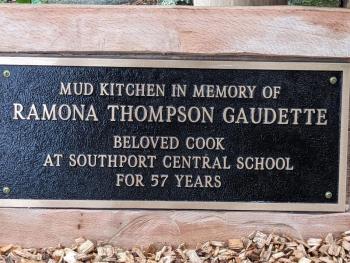 MUD KITCHEN IN MEMORY OF
RAMONA THOMPSON GAUDETTE
BELOVED COOK
AT SOUTHPORT CENTRAL SCHOOL
FOR 57 YEARS